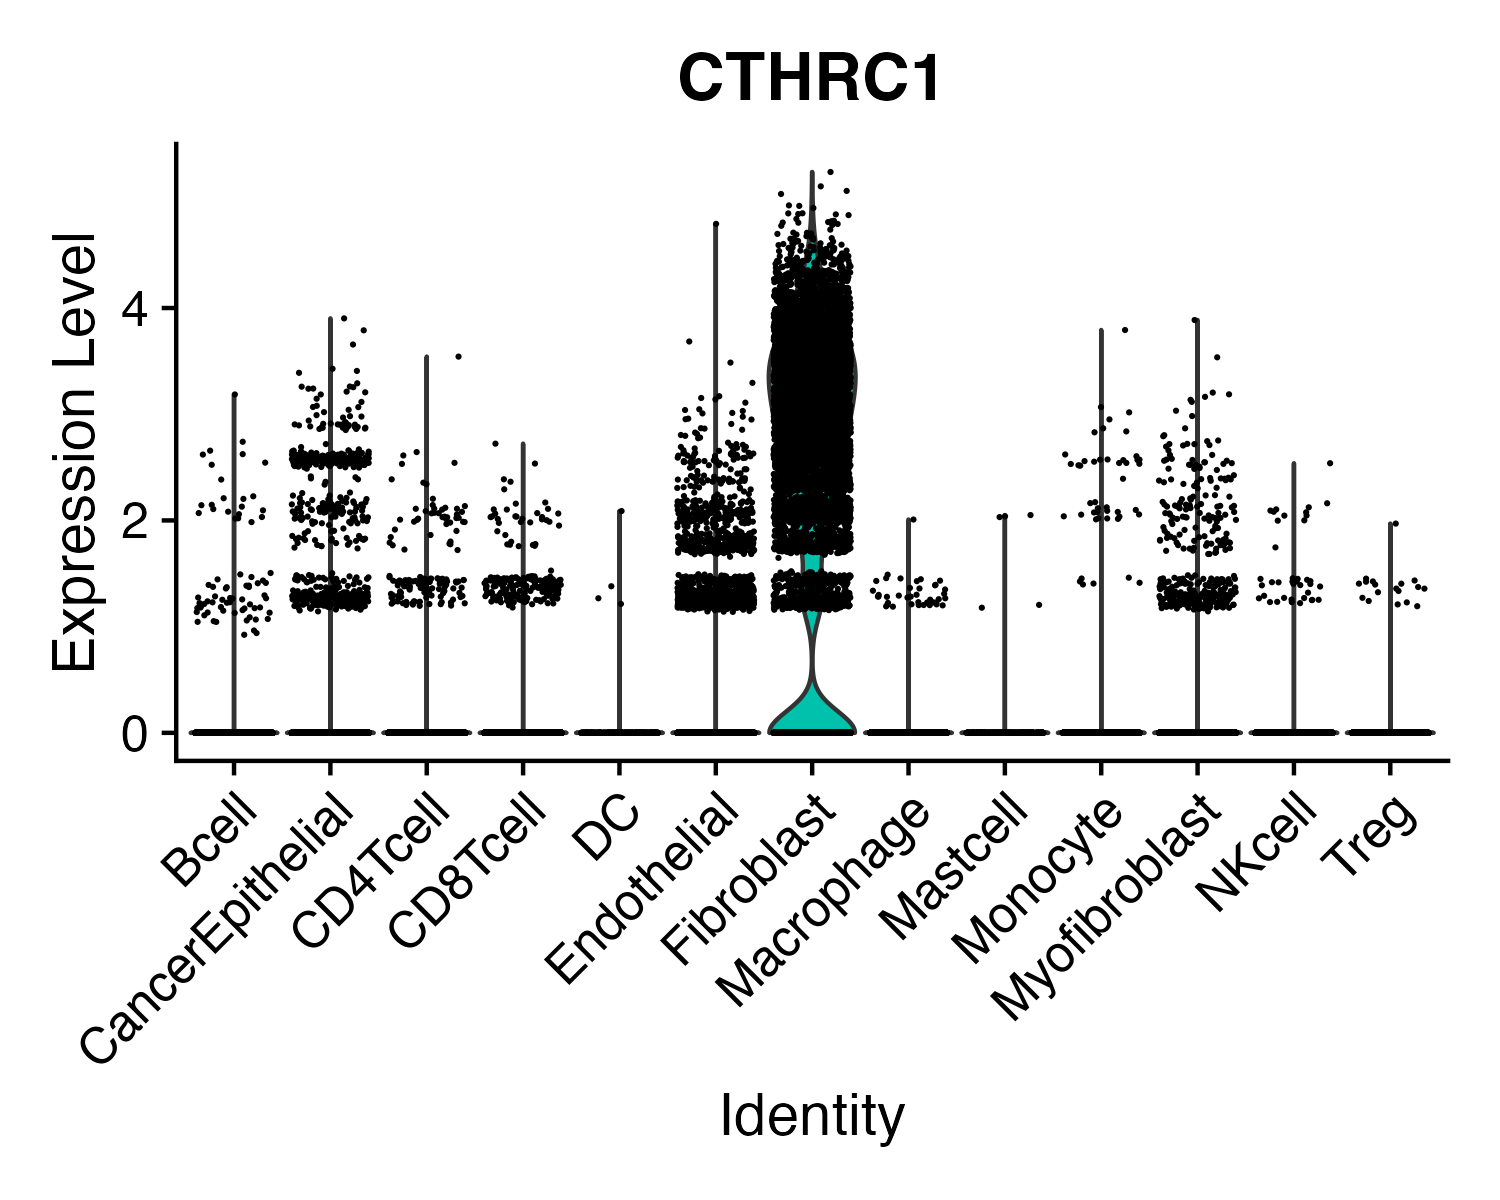 CTHRC1
Expression Level
4
2
0
Bcell
CancerEpithelial
CD4Tcell
CD8Tcell
DC
Endothelial
Fibroblast
Macrophage
Mastcell
Monocyte
Myofibroblast
NKcell
Treg
Identity